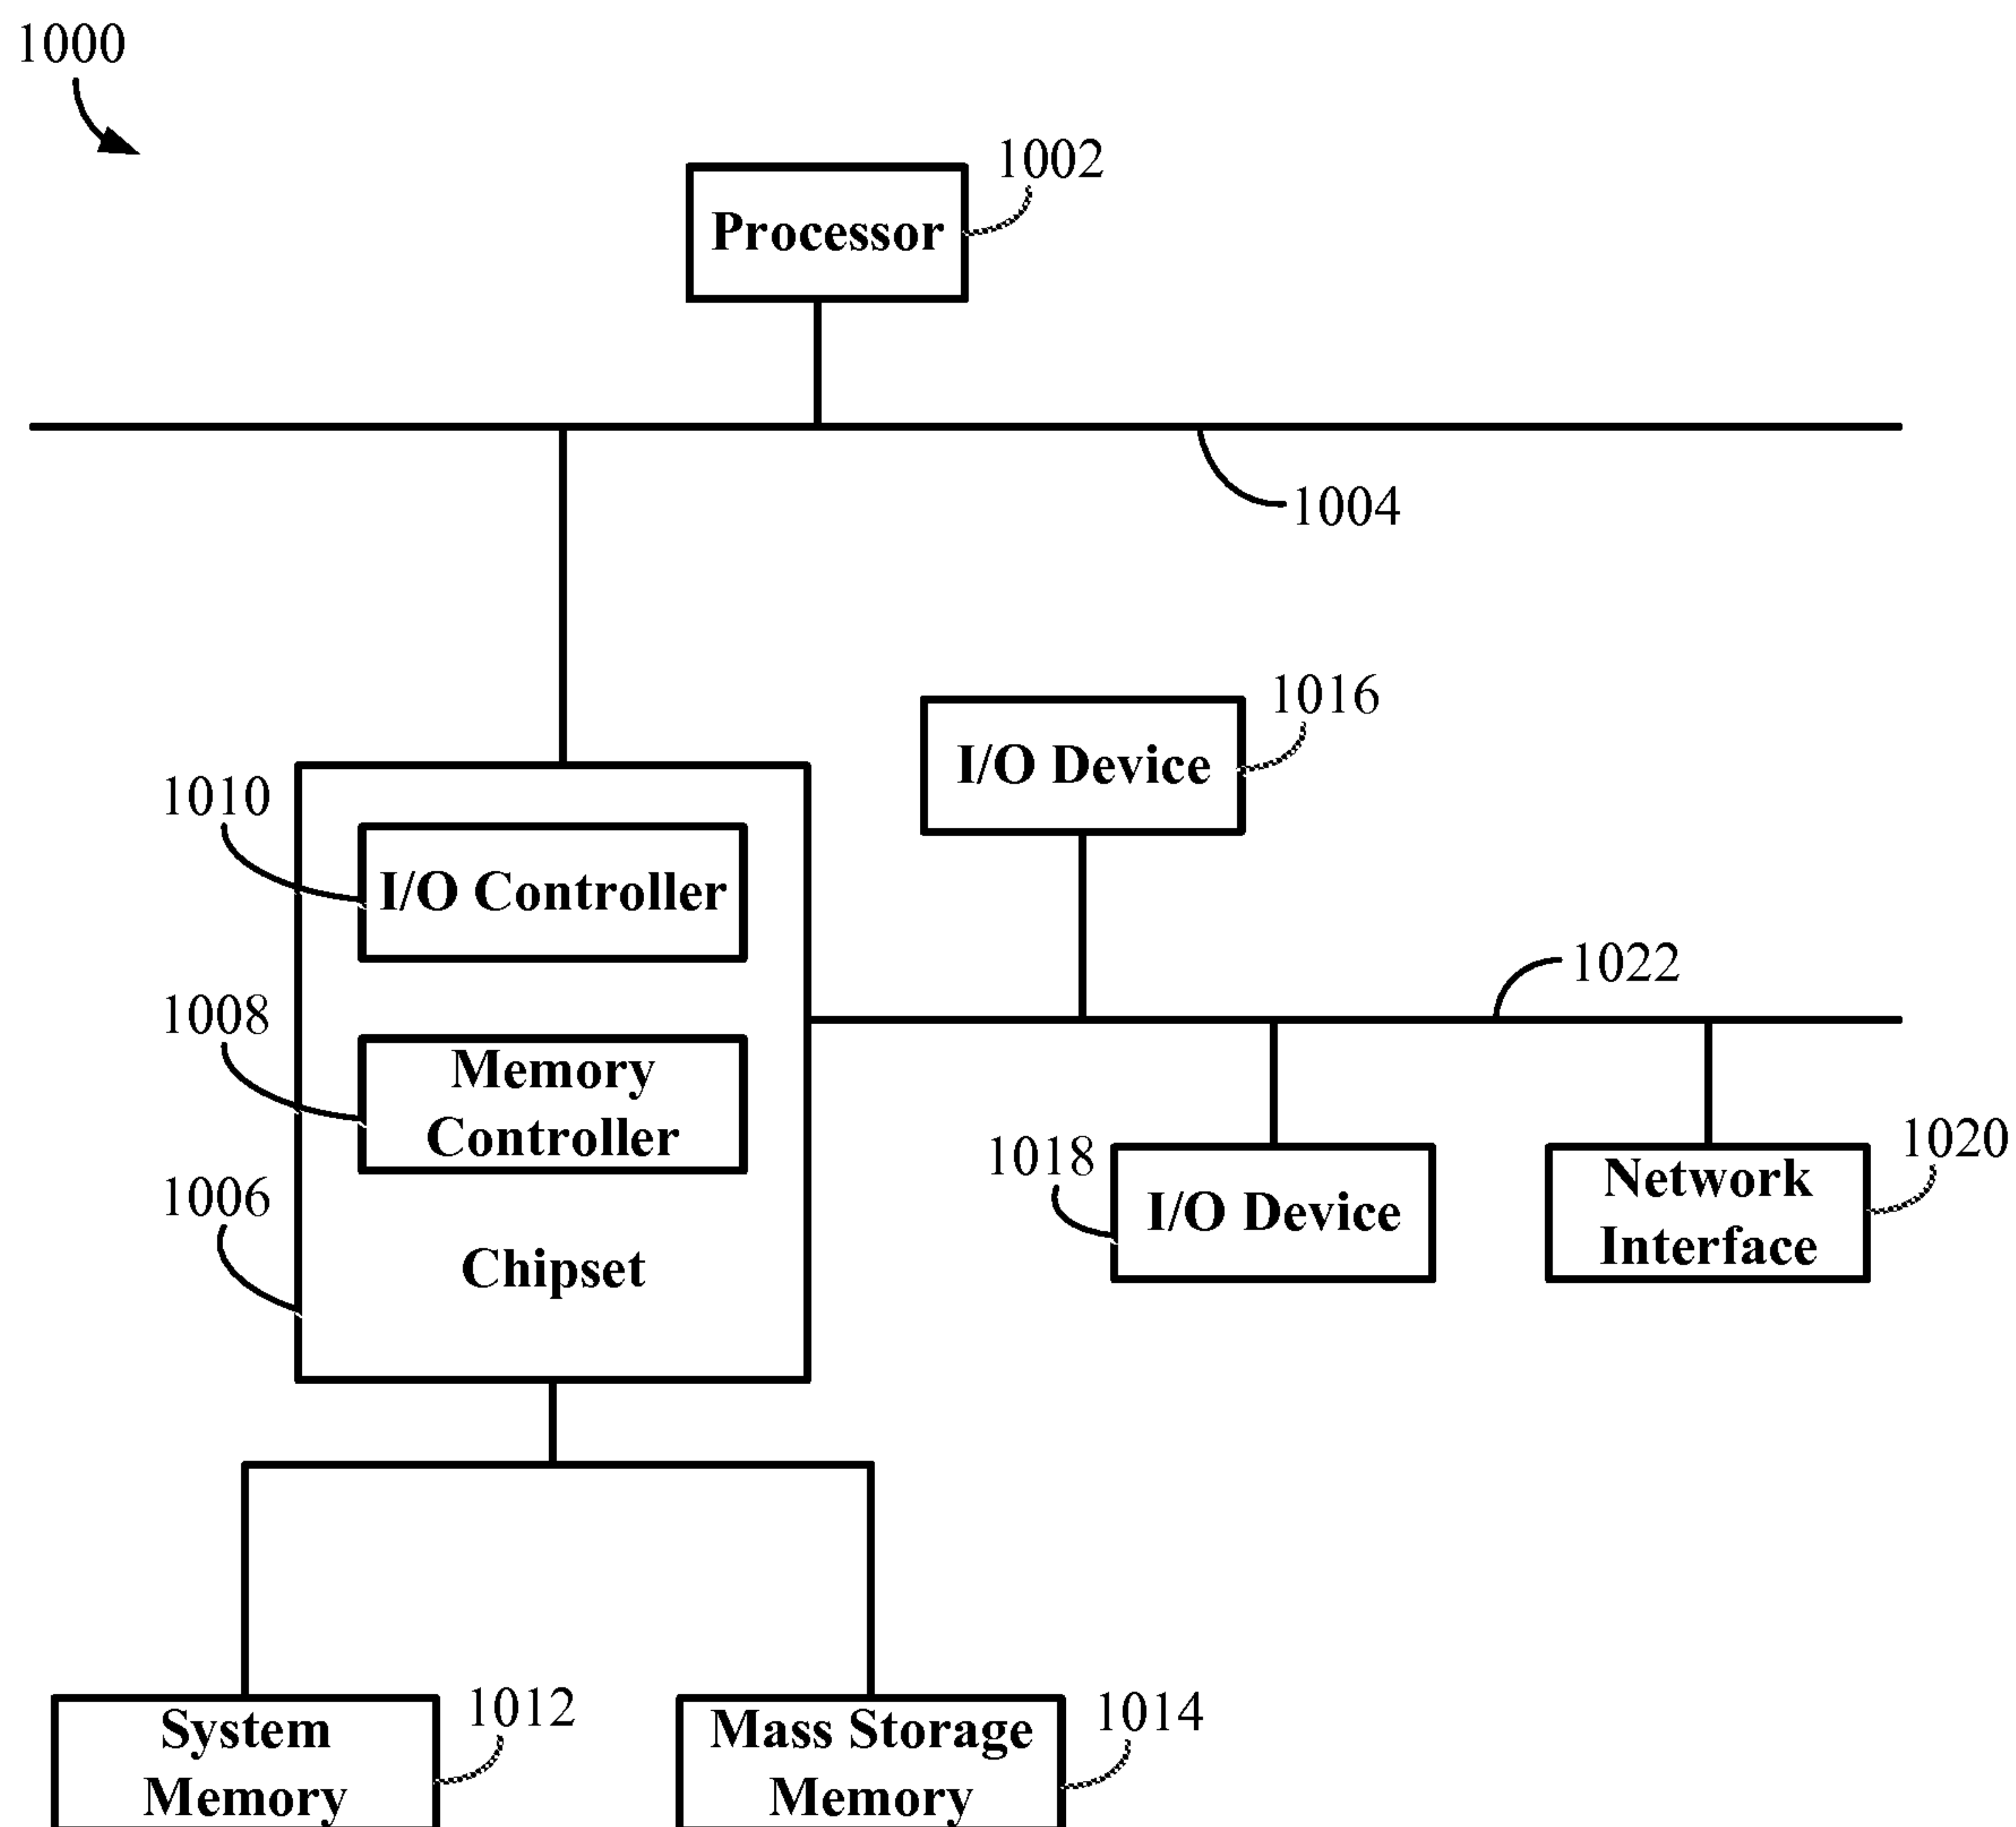 1000
1002
Processor
1004
1016
I/O Device
1010
I/O Controller
1022
1008
Memory
Controller
1018
I/O Device
1020
Network
Interface
1006
Chipset
1012
System
Memory
1014
Mass Storage
Memory